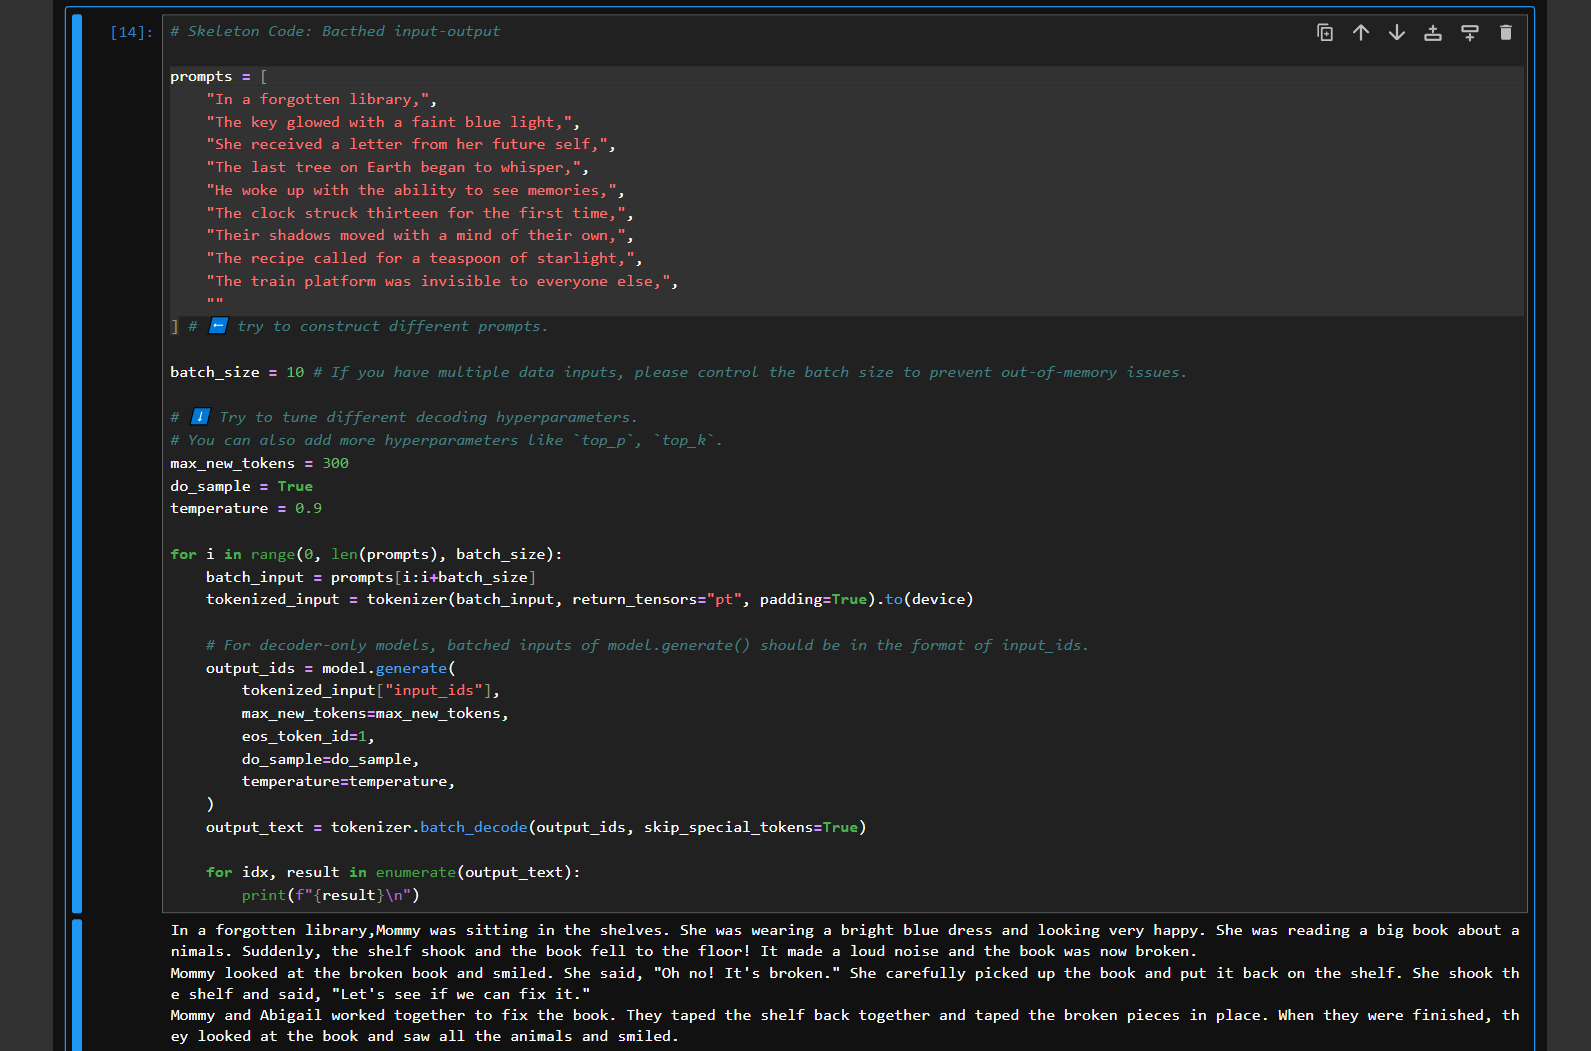 [14]: # Skeleton Code: Bacthed input-output
prompts = [
    "In a forgotten library,",
    "The key glowed with a faint blue light,",
    "She received a letter from her future self,",
    "The last tree on Earth began to whisper,",
    "He woke up with the ability to see memories,",
    "The clock struck thirteen for the first time,",
    "Their shadows moved with a mind of their own,",
    "The recipe called for a teaspoon of starlight,",
    "The train platform was invisible to everyone else,",
    ""
] # ⬅️ try to construct different prompts.
batch_size = 10 # If you have multiple data inputs, please control the batch size to prevent out-of-memory issues.
# ⬇️ Try to tune different decoding hyperparameters.
# You can also add more hyperparameters like `top_p`, `top_k`.
max_new_tokens = 300
do_sample = True
temperature = 0.9
for i in range(0, len(prompts), batch_size):
    batch_input = prompts[i:i+batch_size]
    tokenized_input = tokenizer(batch_input, return_tensors="pt", padding=True).to(device)
    # For decoder-only models, batched inputs of model.generate() should be in the format of input_ids.
    output_ids = model.generate(
        tokenized_input["input_ids"],
        max_new_tokens=max_new_tokens,
        eos_token_id=1,
        do_sample=do_sample,
        temperature=temperature,
    )
    output_text = tokenizer.batch_decode(output_ids, skip_special_tokens=True)
    for idx, result in enumerate(output_text):
        print(f"{result}\n")
In a forgotten library,Mommy was sitting in the shelves. She was wearing a bright blue dress and looking very happy. She was reading a big book about a
nimals. Suddenly, the shelf shook and the book fell to the floor! It made a loud noise and the book was now broken.
Mommy looked at the broken book and smiled. She said, "Oh no! It's broken." She carefully picked up the book and put it back on the shelf. She shook th
e shelf and said, "Let's see if we can fix it."
Mommy and Abigail worked together to fix the book. They taped the shelf back together and taped the broken pieces in place. When they were finished, th
ey looked at the book and saw all the animals and smiled.